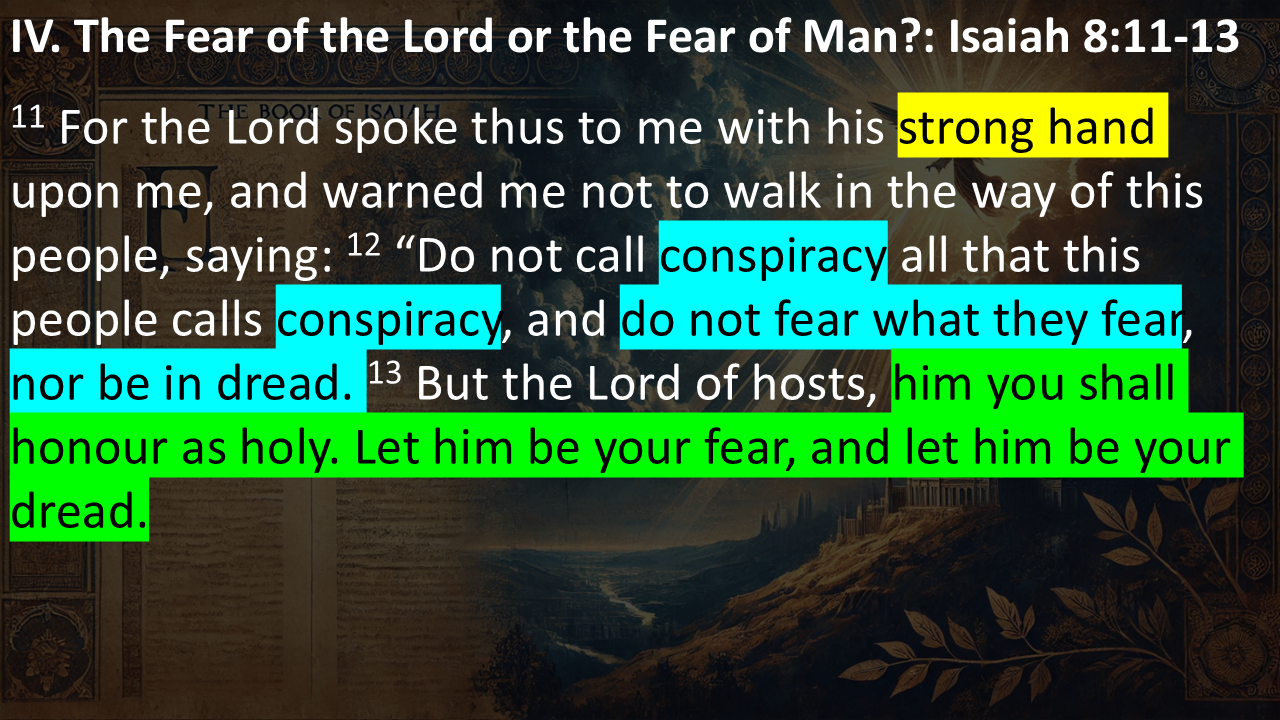 IV. The Fear of the Lord or the Fear of Man?: Isaiah 8:11-13
THE BOOK OF ISAIAH
11 For the Lord spoke thus to me with his strong hand
upon me, and warned me not to walk in the way of this
people, saying: 12 “Do not call conspiracy all that this
people calls conspiracy, and do not fear what they fear,
nor be in dread. 13 But the Lord of hosts, him you shall
honour as holy. Let him be your fear, and let him be your
dread.